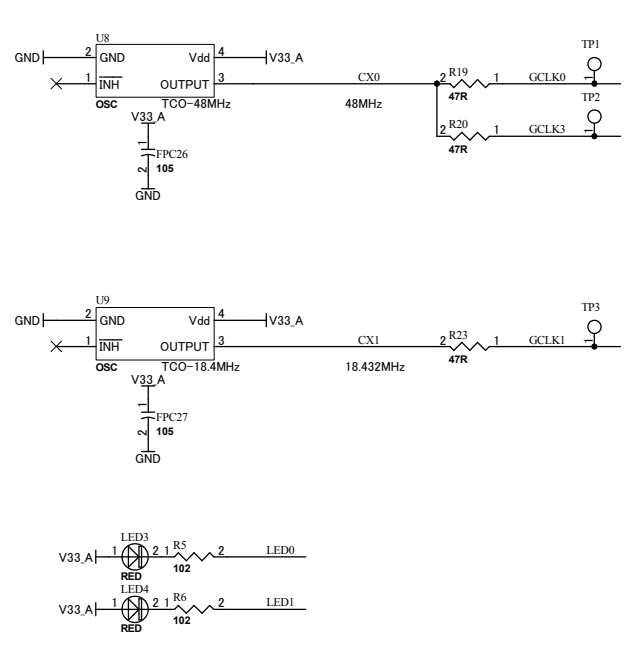 U8
TP1
GND 2 GND Vdd 4 V33_A
1 INH OUTPUT 3 CX0 2 R19 1 GCLK0 1
OSC TCO-48MHz 48MHz 47R
TP2
V33_A
1 2 R20 1 GCLK3 1
FPC26 47R
2 105
GND
U9
TP3
GND 2 GND Vdd 4 V33_A
1 INH OUTPUT 3 CX1 2 R23 1 GCLK1 1
OSC TCO-18.4MHz 18.432MHz 47R
V33_A
1
FPC27
2 105
GND
LED3
V33_A 1 2 1 R5 2 LED0
RED 102
LED4
V33_A 1 2 1 R6 2 LED1
RED 102